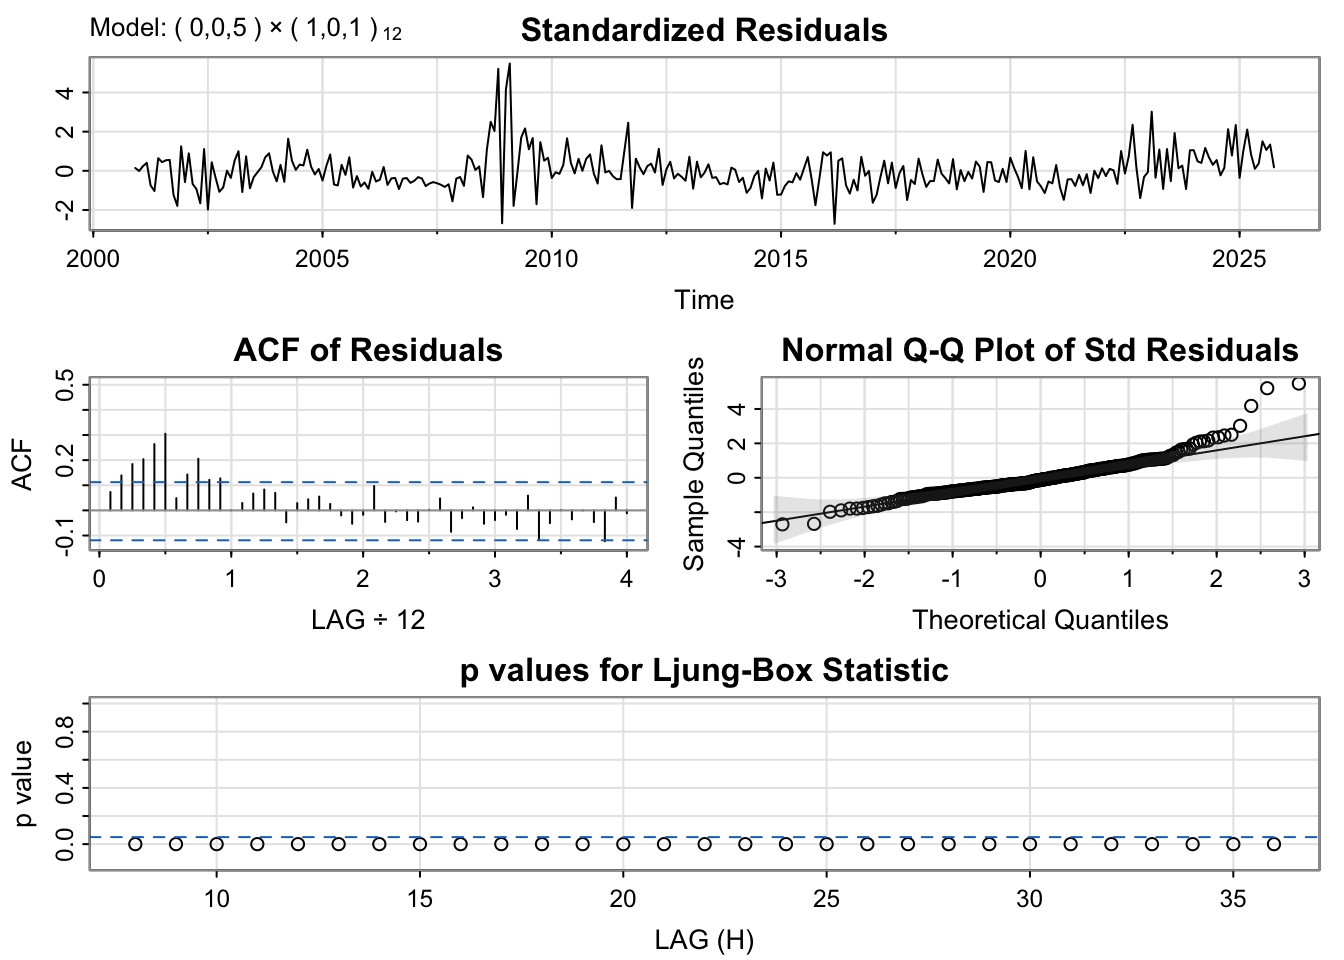 Model: ( 0,0,5 ) × ( 1,0,1 ) 12
Standardized Residuals
4
2
0
-2
2000 2005 2010 2015 2020 2025
Time
ACF of Residuals
ACF
0.5
0.2
-0.1
0 1 2 3 4
LAG ÷ 12
Normal Q-Q Plot of Std Residuals
Sample Quantiles
4
2
0
-4
-3 -2 -1 0 1 2 3
Theoretical Quantiles
p values for Ljung-Box Statistic
p value
0.8
0.4
0.0
10 15 20 25 30 35
LAG (H)